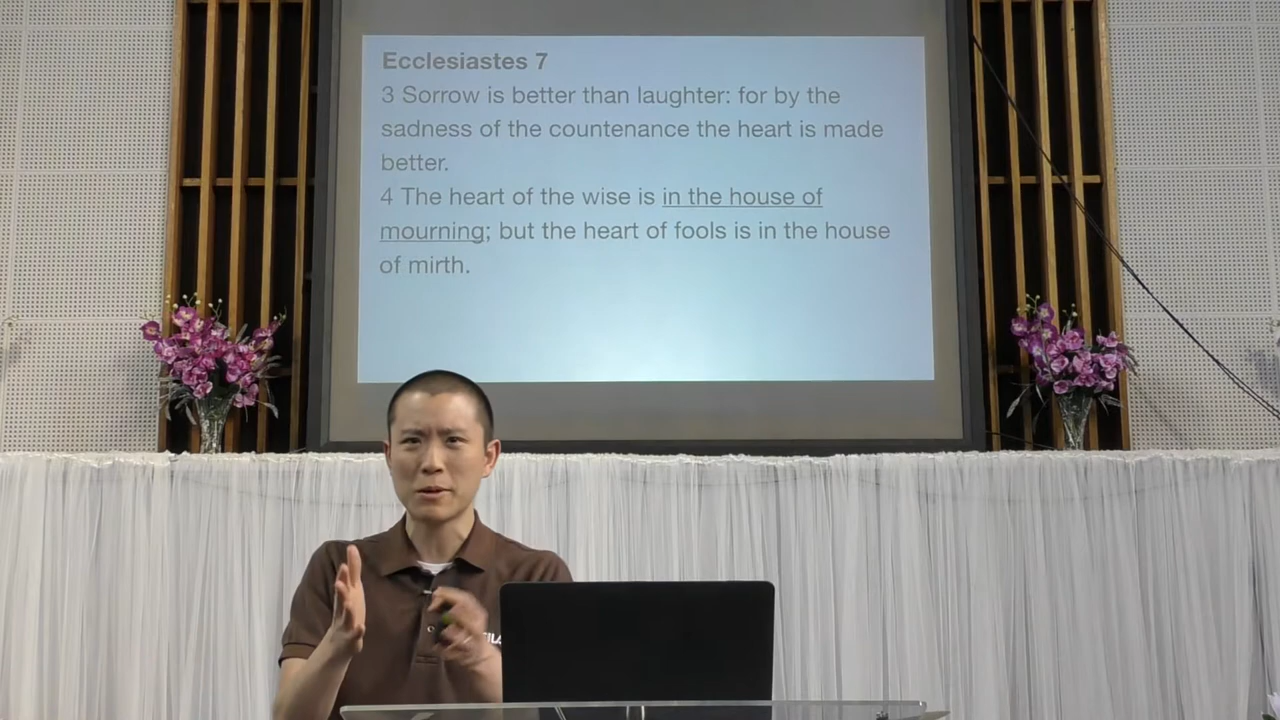 Ecclesiastes 7
3 Sorrow is better than laughter: for by the
sadness of the countenance the heart is made
better.
4 The heart of the wise is in the house of
mourning; but the heart of fools is in the house
of mirth.